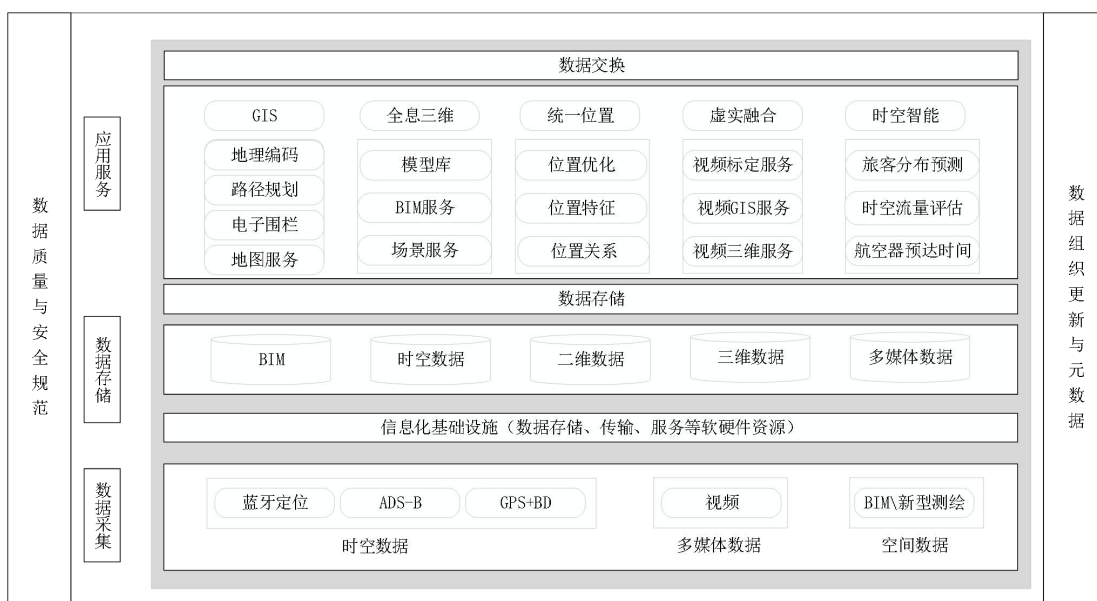 数据质量与安全规范
应用服务
数据存储
数据采集
数据交换
GIS
地理编码
路径规划
电子围栏
地图服务
全息三维
模型库
BIM服务
场景服务
统一位置
位置优化
位置特征
位置关系
虚实融合
视频标定服务
视频GIS服务
视频三维服务
时空智能
旅客分布预测
时空流量评估
航空器预达时间
数据存储
BIM
时空数据
二维数据
三维数据
多媒体数据
信息化基础设施（数据存储、传输、服务等软硬件资源）
蓝牙定位
ADS-B
GPS+BD
时空数据
视频
多媒体数据
BIM\新型测绘
空间数据
数据组织更新与元数据